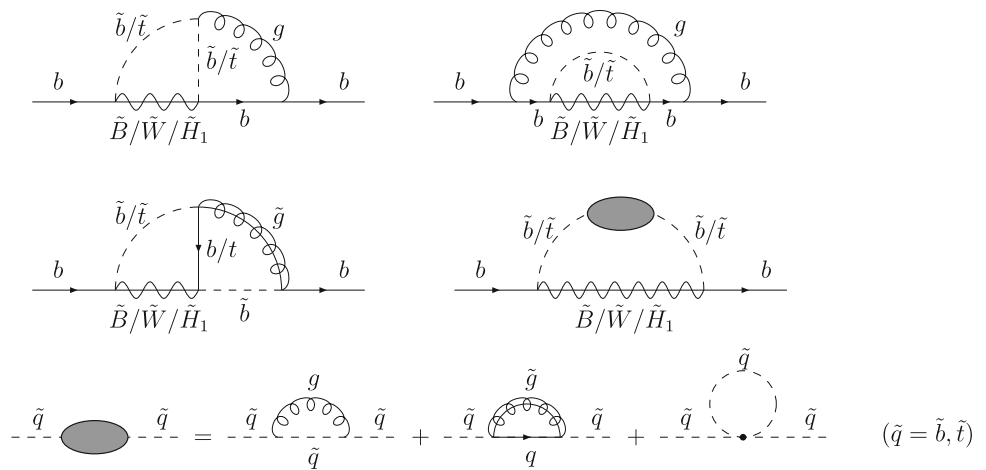 b̃/t̃ g b̃/t̃
b B̃/W̃/H̃₁ b b
b̃/t̃
b b B̃/W̃/H̃₁ b b
b̃/t̃ g̃ b/t
b B̃/W̃/H̃₁ b̃ b
b̃/t̃ b̃/t̃
b B̃/W̃/H̃₁ b
g g̃ q̃
q̃ q̃ = q̃ q̃ + q̃ q̃ + q̃ q̃ (q̃ = b̃, t̃)
q̃ q